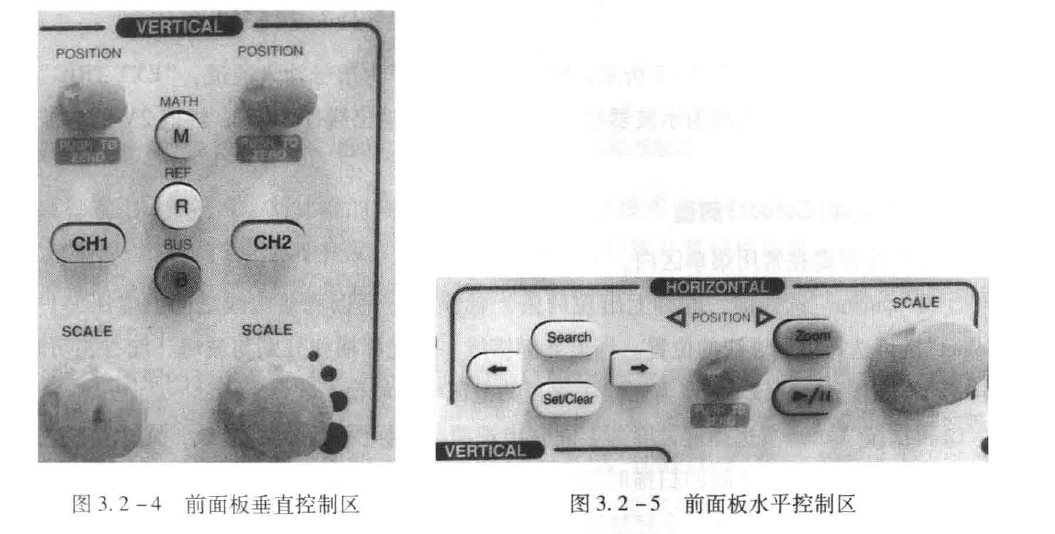 VERTICAL
POSITION
POSITION
MATH
M
PUSH TO
ZERO
PUSH TO
ZERO
REF
R
CH1
CH2
BUS
B
SCALE
SCALE
HORIZONTAL
SCALE
POSITION
Search
Zoom
Set/Clear
PUSH TO
ZERO
VERTICAL
图 3.2-4 前面板垂直控制区
图 3.2-5 前面板水平控制区